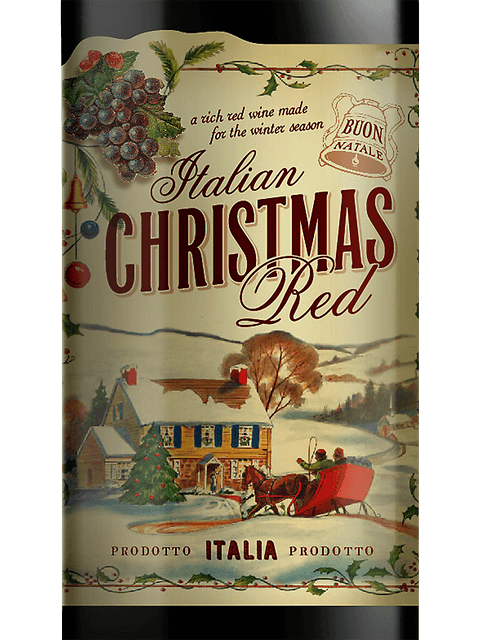 a rich red wine made
for the winter season
BUON
NATALE
Italian
CHRISTMAS
Red
PRODOTTO ITALIA PRODOTTO